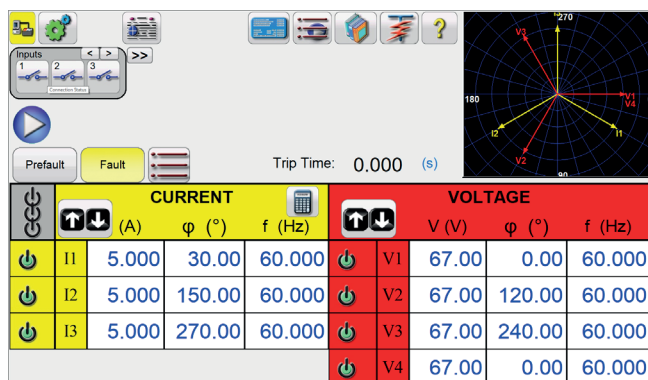 ?
Inputs < > >>
1 2 3
Connection Status
Prefault Fault Trip Time: 0.000 (s)
270
V3
180
V1
V4
I2
I1
V2
90
CURRENT VOLTAGE
(A) φ (°) f (Hz) V (V) φ (°) f (Hz)
I1 5.000 30.00 60.000 V1 67.00 0.00 60.000
I2 5.000 150.00 60.000 V2 67.00 120.00 60.000
I3 5.000 270.00 60.000 V3 67.00 240.00 60.000
V4 67.00 0.00 60.000